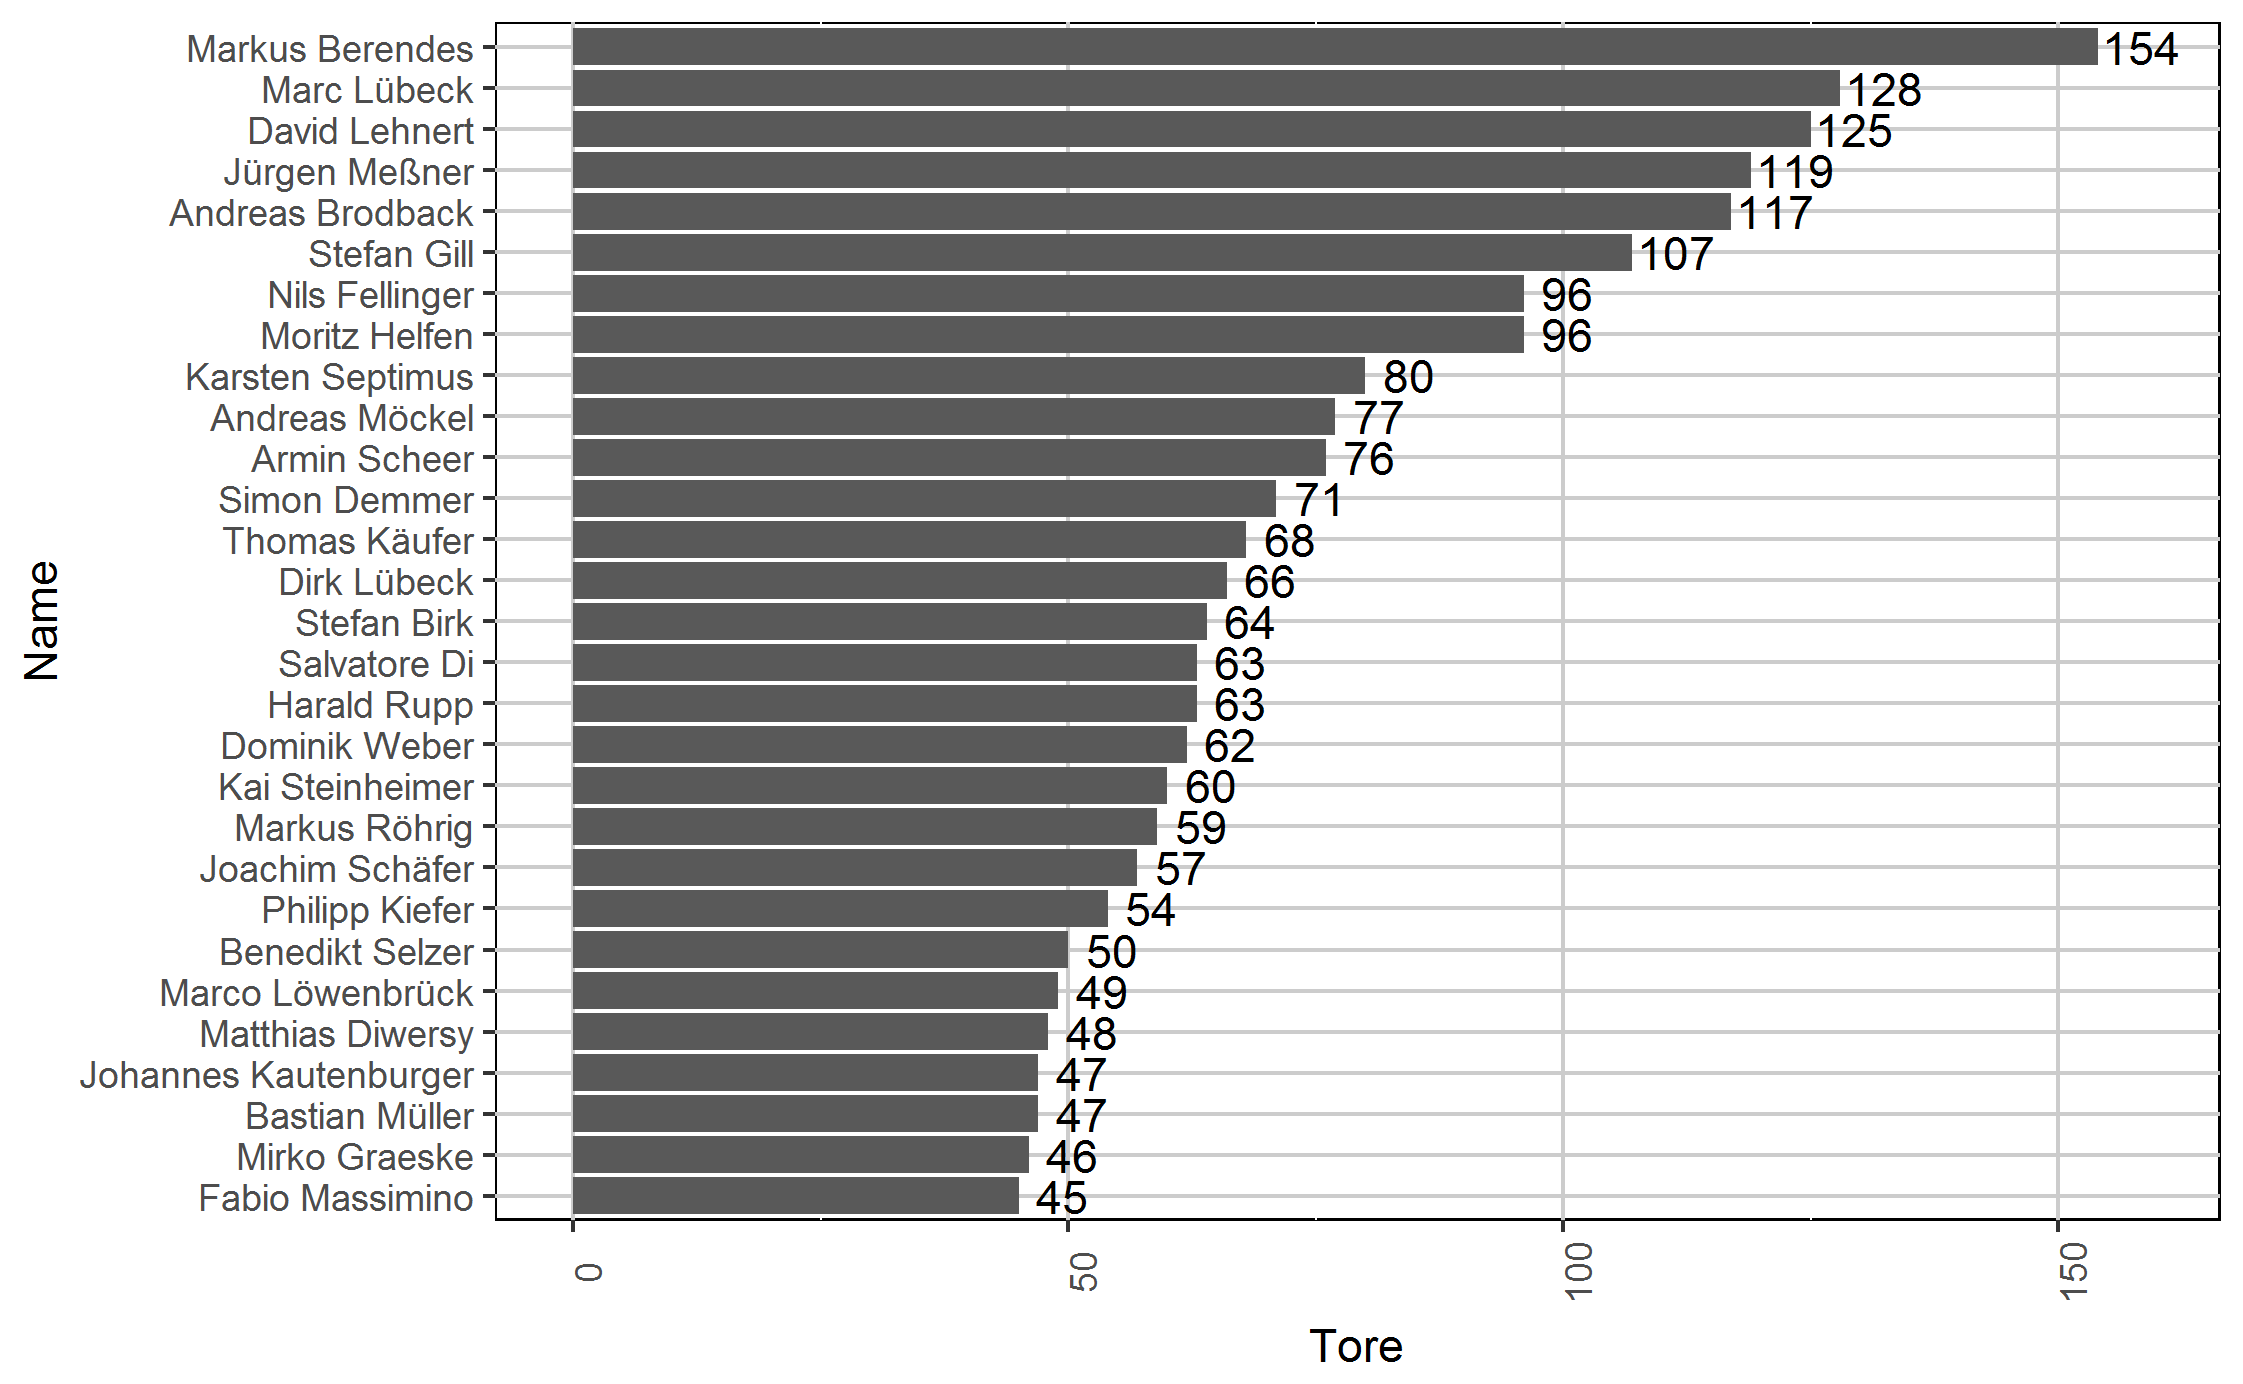 Markus Berendes 154
Marc Lübeck 128
David Lehnert 125
Jürgen Meßner 119
Andreas Brodback 117
Stefan Gill 107
Nils Fellinger 96
Moritz Helfen 96
Karsten Septimus 80
Andreas Möckel 77
Armin Scheer 76
Simon Demmer 71
Thomas Käufer 68
Dirk Lübeck 66
Stefan Birk 64
Salvatore Di 63
Harald Rupp 63
Dominik Weber 62
Kai Steinheimer 60
Markus Röhrig 59
Joachim Schäfer 57
Philipp Kiefer 54
Benedikt Selzer 50
Marco Löwenbrück 49
Matthias Diwersy 48
Johannes Kautenburger 47
Bastian Müller 47
Mirko Graeske 46
Fabio Massimino 45
Name
0 50 100 150
Tore